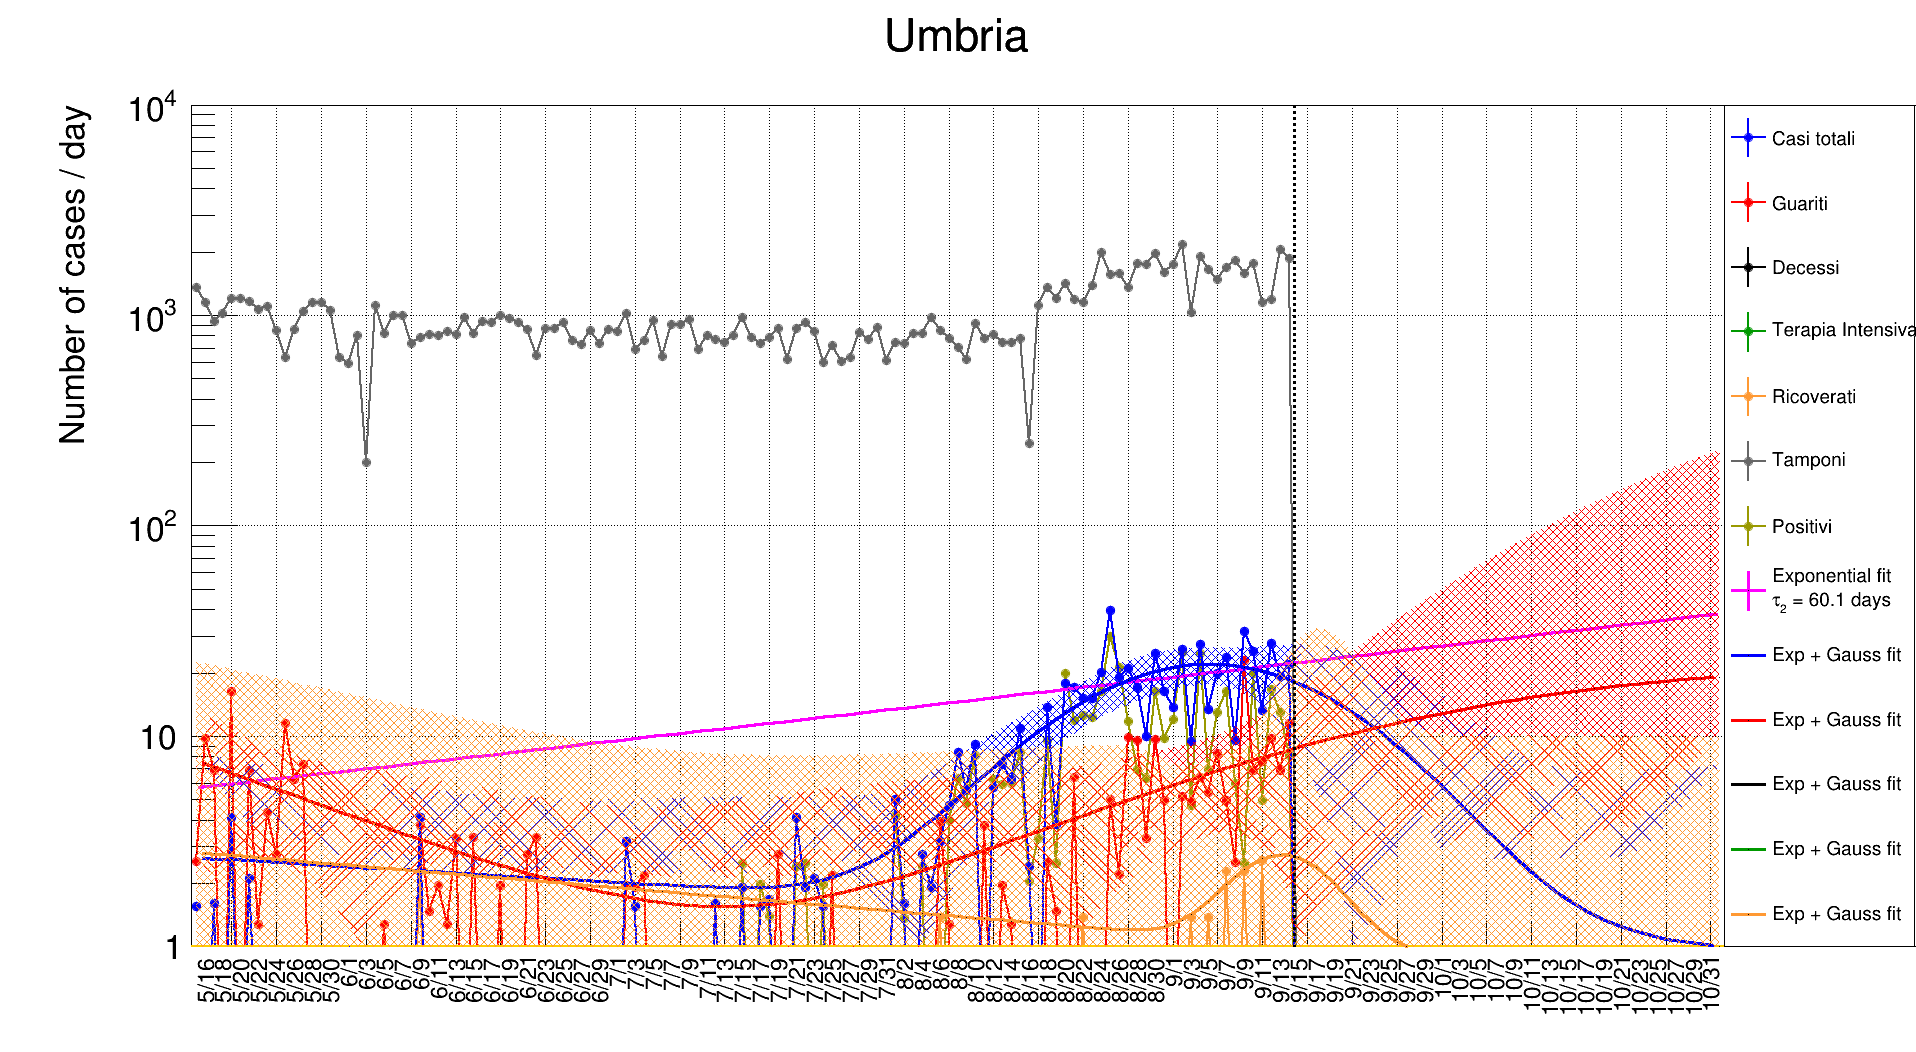 Umbria
Number of cases / day
10^4
10^3
10^2
10
1
5/16 5/18 5/20 5/22 5/24 5/26 5/28 5/30 6/1 6/3 6/5 6/7 6/9 6/11 6/13 6/15 6/17 6/19 6/21 6/23 6/25 6/27 6/29 7/1 7/3 7/5 7/7 7/9 7/11 7/13 7/15 7/17 7/19 7/21 7/23 7/25 7/27 7/29 7/31 8/2 8/4 8/6 8/8 8/10 8/12 8/14 8/16 8/18 8/20 8/22 8/24 8/26 8/28 8/30 9/1 9/3 9/5 9/7 9/9 9/11 9/13 9/15 9/17 9/19 9/21 9/23 9/25 9/27 9/29 10/1 10/3 10/5 10/7 10/9 10/11 10/13 10/15 10/17 10/19 10/21 10/23 10/25 10/27 10/29 10/31
Casi totali
Guariti
Decessi
Terapia Intensiva
Ricoverati
Tamponi
Positivi
Exponential fit
τ2 = 60.1 days
Exp + Gauss fit
Exp + Gauss fit
Exp + Gauss fit
Exp + Gauss fit
Exp + Gauss fit